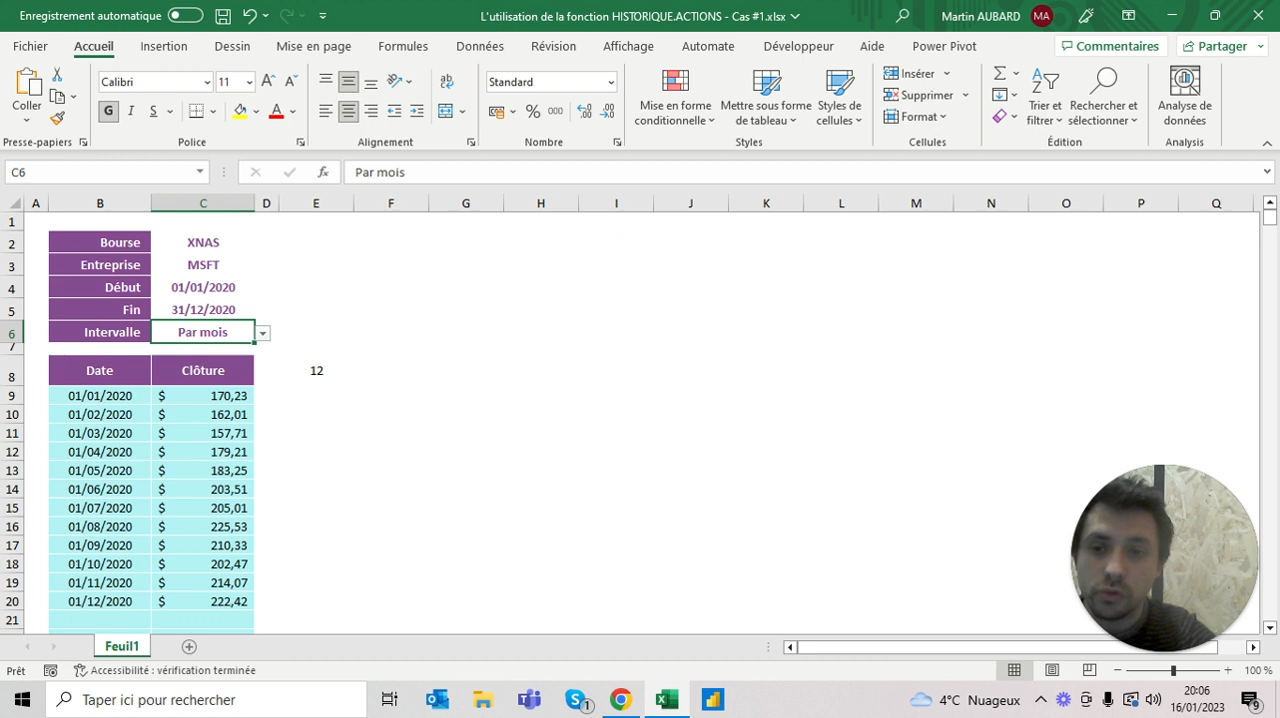 Enregistrement automatique
L'utilisation de la fonction HISTORIQUE.ACTIONS - Cas #1.xlsx
Martin AUBARD
MA
Fichier
Accueil
Insertion
Dessin
Mise en page
Formules
Données
Révision
Affichage
Automate
Développeur
Aide
Power Pivot
Commentaires
Partager
Coller
Presse-papiers
Calibri
11
G I S
Police
Alignement
Standard
% 000
Nombre
Mise en forme
conditionnelle
Mettre sous forme
de tableau
Styles de
cellules
Styles
Insérer
Supprimer
Format
Cellules
Trier et
filtrer
Rechercher et
sélectionner
Édition
Analyse de
données
Analysis
C6
fx
Par mois
A B C D E F G H I J K L M N O P Q
1
2 Bourse XNAS
3 Entreprise MSFT
4 Début 01/01/2020
5 Fin 31/12/2020
6 Intervalle Par mois
7
8 Date Clôture 12
9 01/01/2020 $ 170,23
10 01/02/2020 $ 162,01
11 01/03/2020 $ 157,71
12 01/04/2020 $ 179,21
13 01/05/2020 $ 183,25
14 01/06/2020 $ 203,51
15 01/07/2020 $ 205,01
16 01/08/2020 $ 225,53
17 01/09/2020 $ 210,33
18 01/10/2020 $ 202,47
19 01/11/2020 $ 214,07
20 01/12/2020 $ 222,42
21
Feuil1
Prêt
Accessibilité : vérification terminée
100 %
Taper ici pour rechercher
1
4°C Nuageux
20:06
16/01/2023
9